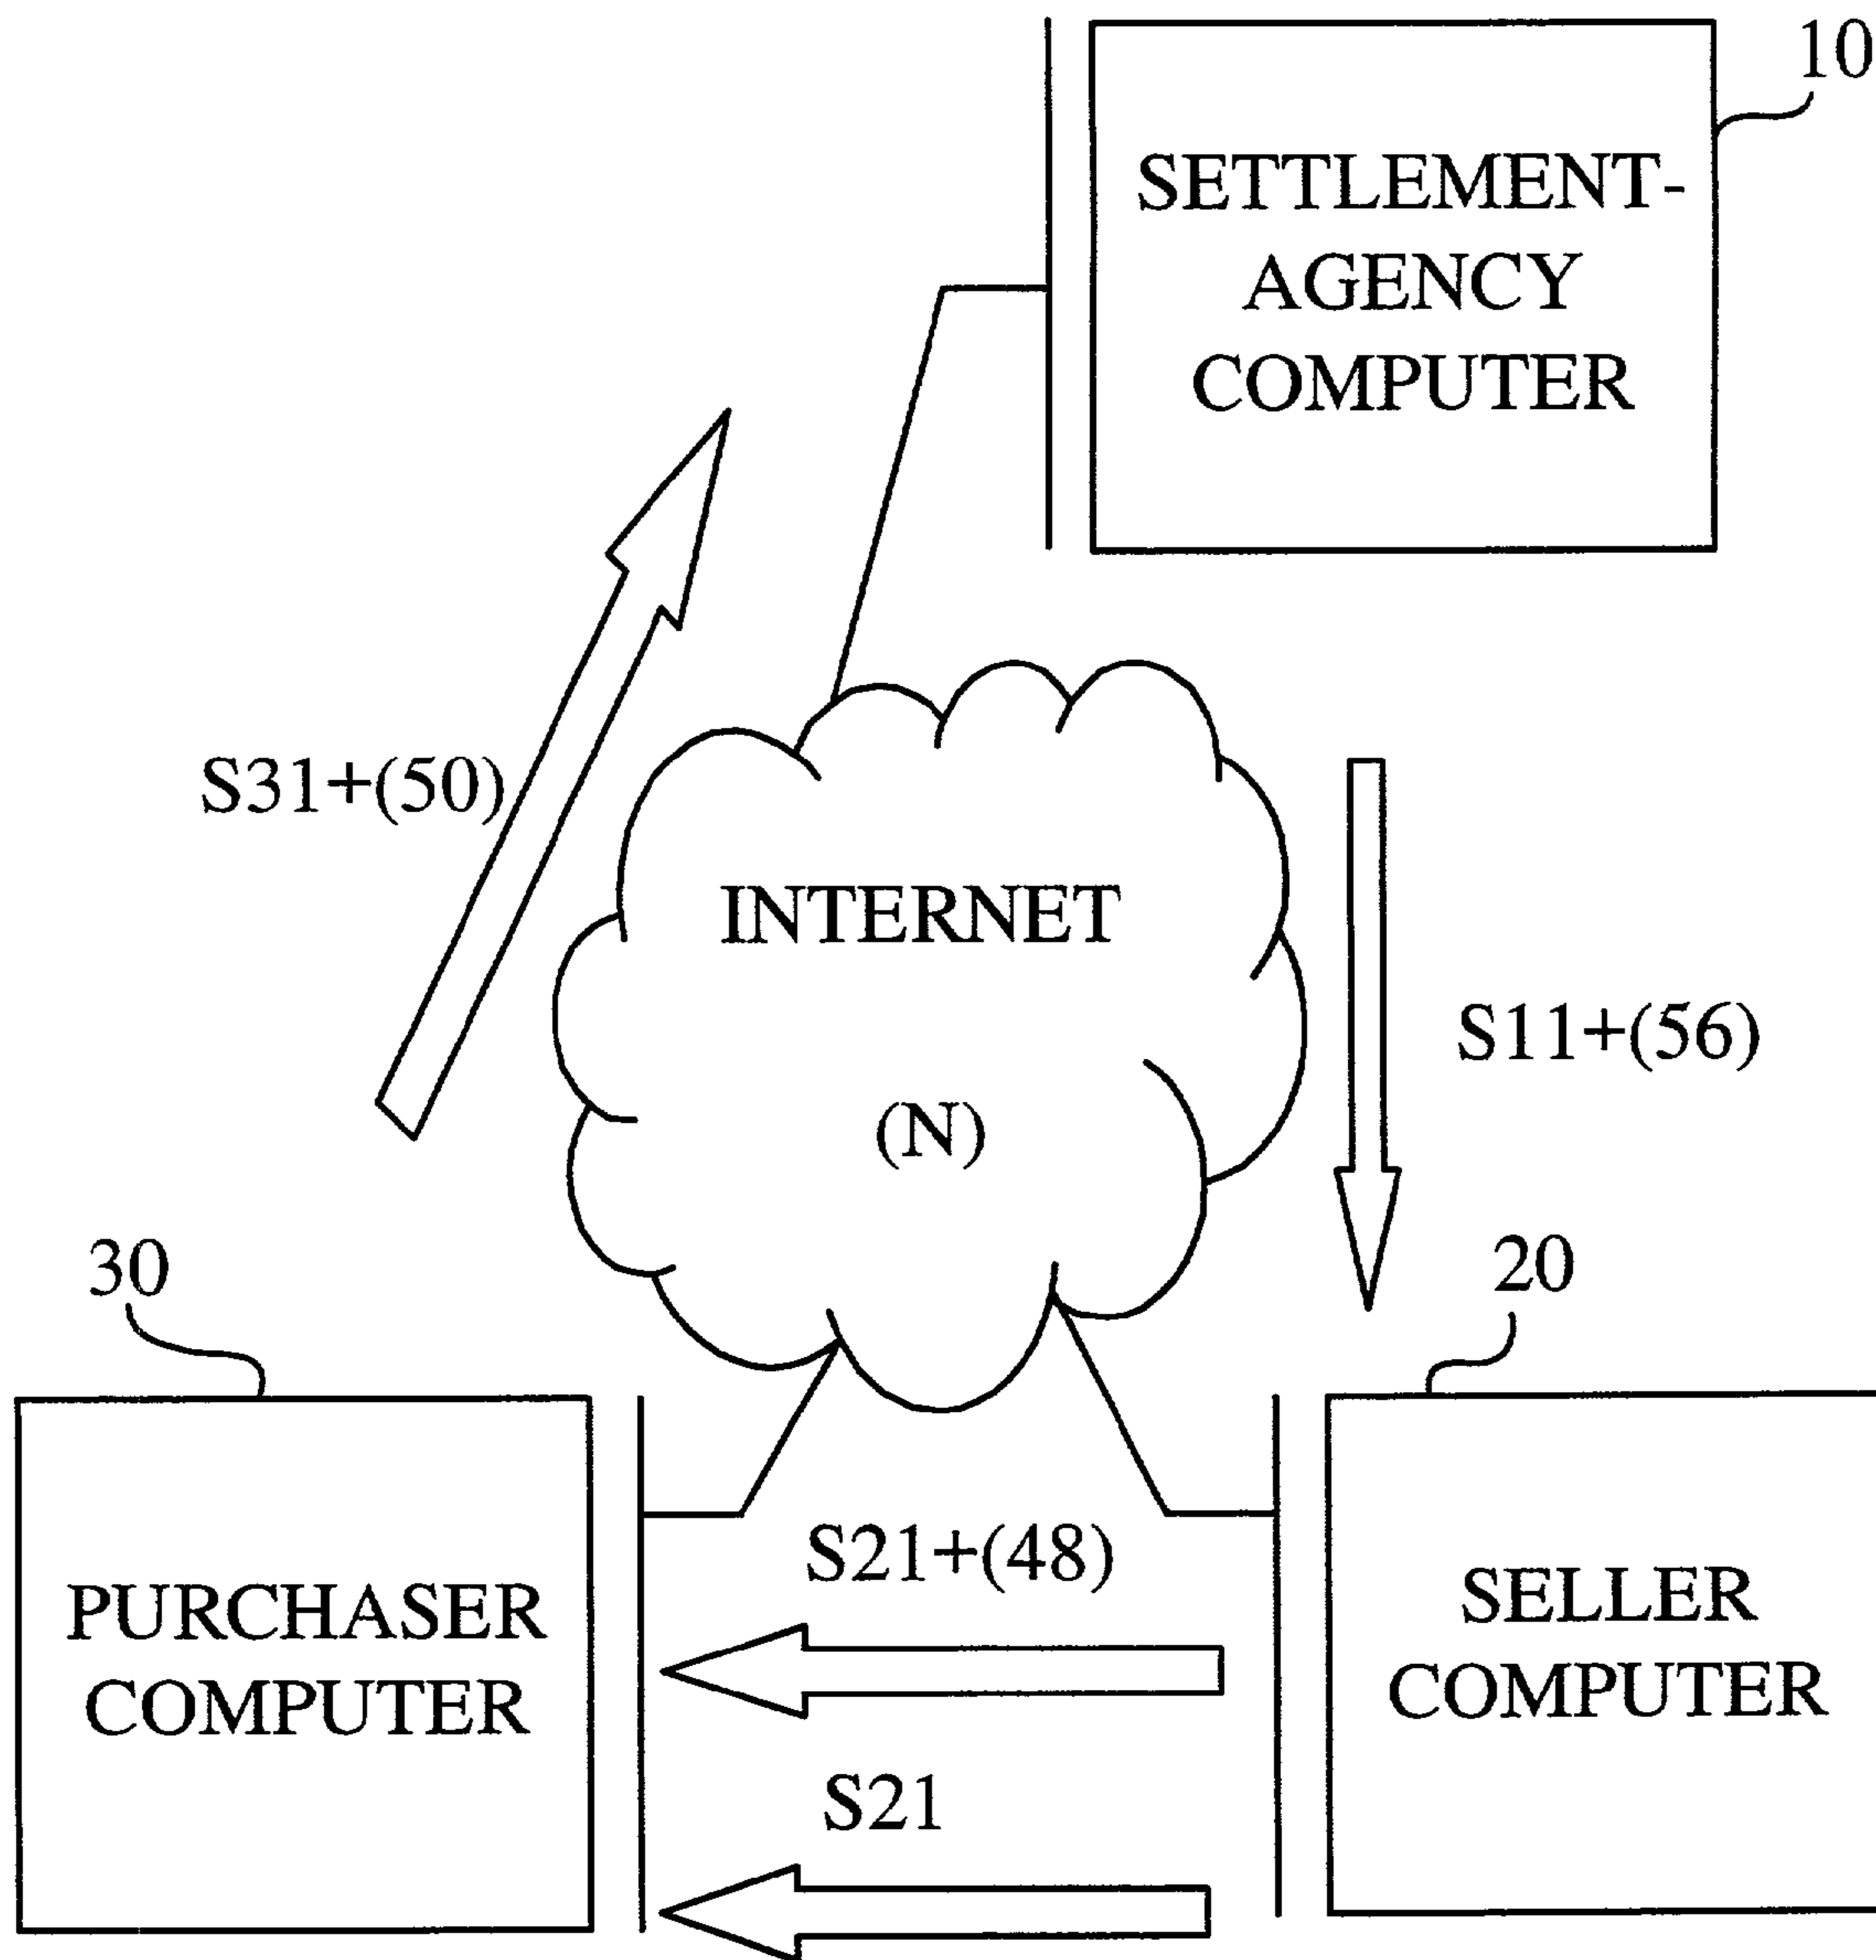 10
SETTLEMENT-
AGENCY
COMPUTER
S31+(50)
INTERNET
(N)
S11+(56)
30
20
S21+(48)
PURCHASER
COMPUTER
SELLER
COMPUTER
S21